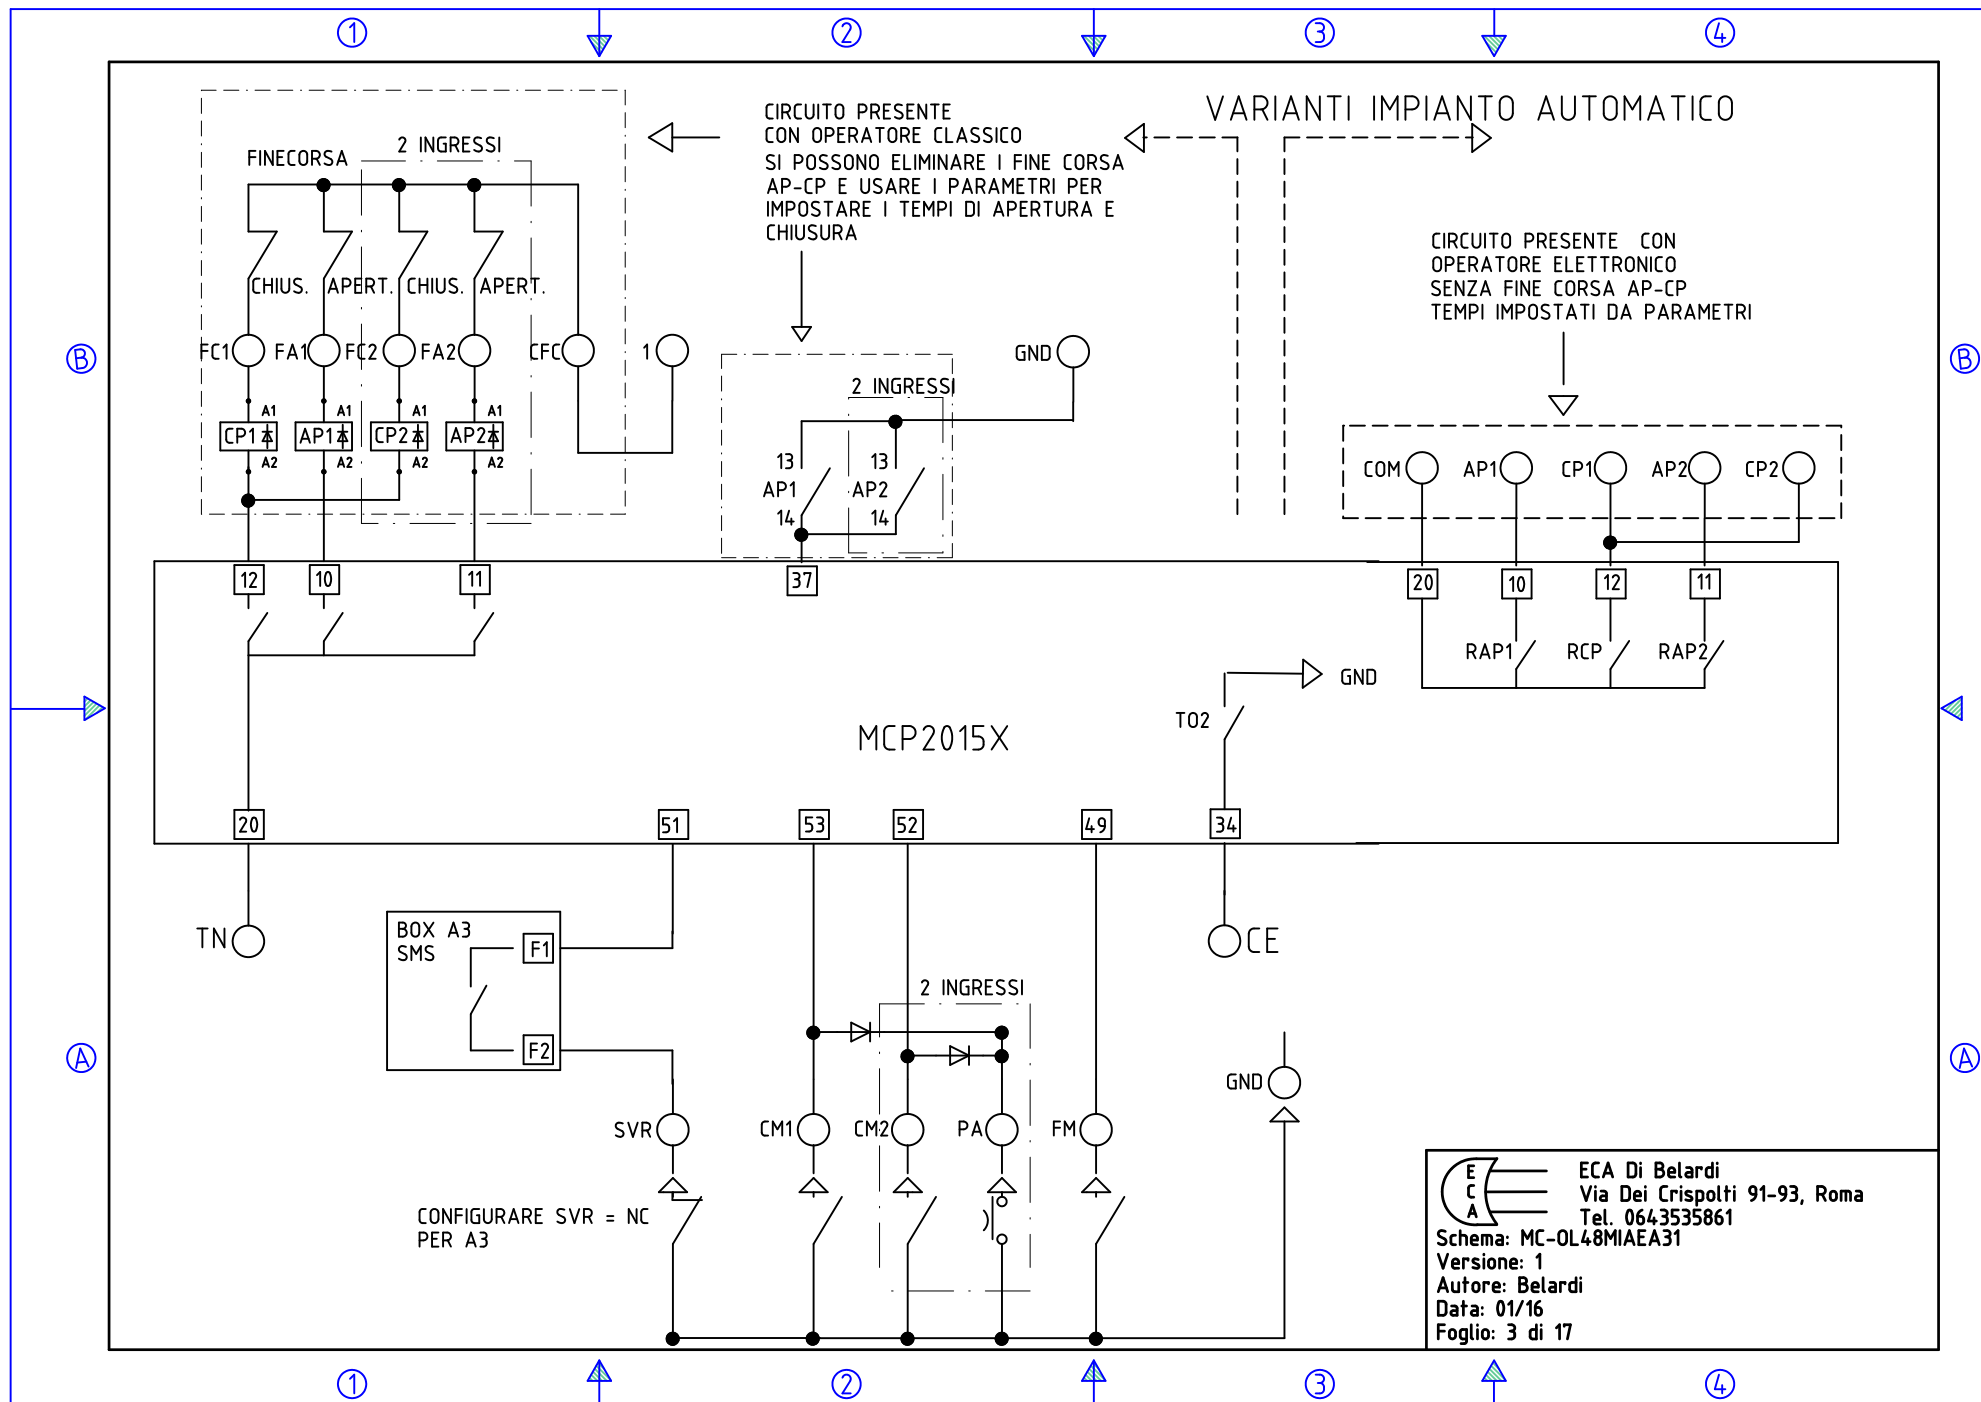 1
2
3
4
VARIANTI IMPIANTO AUTOMATICO
CIRCUITO PRESENTE
CON OPERATORE CLASSICO
SI POSSONO ELIMINARE I FINE CORSA
AP-CP E USARE I PARAMETRI PER
IMPOSTARE I TEMPI DI APERTURA E
CHIUSURA
FINECORSA
2 INGRESSI
CHIUS.
APERT.
CHIUS.
APERT.
CIRCUITO PRESENTE CON
OPERATORE ELETTRONICO
SENZA FINE CORSA AP-CP
TEMPI IMPOSTATI DA PARAMETRI
B
B
FC1
FA1
FC2
FA2
CFC
1
GND
A1
A1
A1
A1
CP1
AP1
CP2
AP2
A2
A2
A2
A2
2 INGRESSI
13
13
AP1
AP2
14
14
COM
AP1
CP1
AP2
CP2
12
10
11
37
20
10
12
11
RAP1
RCP
RAP2
GND
TO2
MCP2015X
20
51
53
52
49
34
TN
BOX A3
SMS
F1
F2
CE
2 INGRESSI
A
A
GND
SVR
CM1
CM2
PA
FM
CONFIGURARE SVR = NC
PER A3
E
C
A
ECA Di Belardi
Via Dei Crispolti 91-93, Roma
Tel. 0643535861
Schema: MC-OL48MIAEA31
Versione: 1
Autore: Belardi
Data: 01/16
Foglio: 3 di 17
1
2
3
4